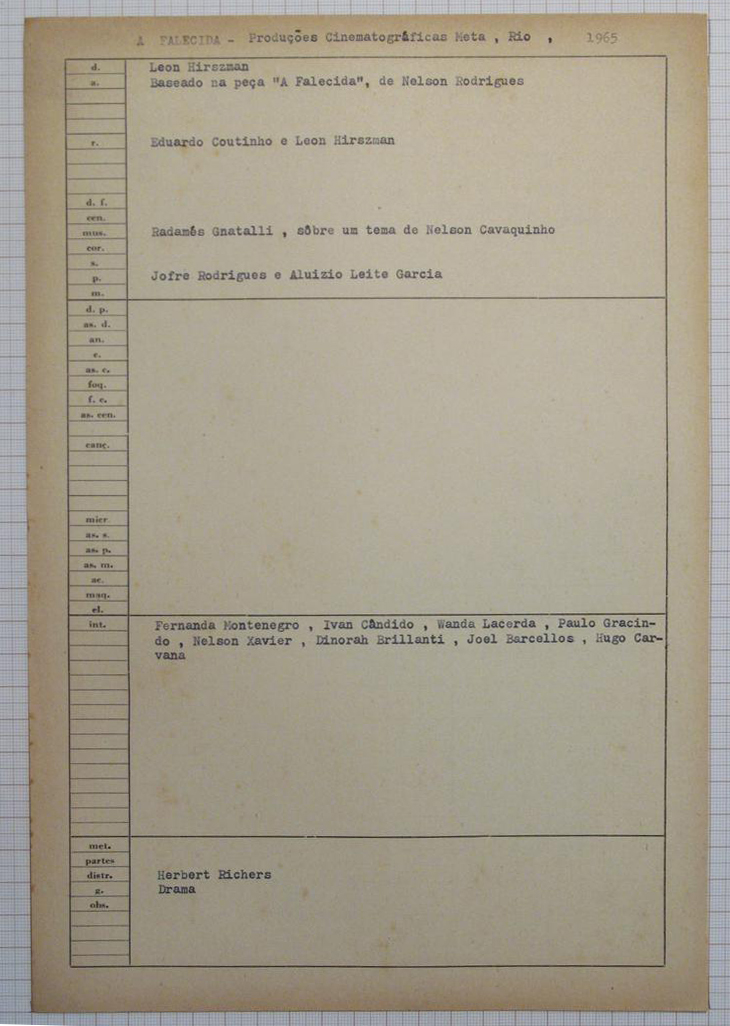 A FALECIDA - Produções Cinematográficas Meta , Rio , 1965
d. Leon Hirszman
a. Baseado na peça "A Falecida", de Nelson Rodrigues
r. Eduardo Coutinho e Leon Hirszman
d. f.
cen.
mus. Radamés Gnatalli , sôbre um tema de Nelson Cavaquinho
cor.
s.
p. Jofre Rodrigues e Aluizio Leite Garcia
m.
d. p.
as. d.
an.
c.
as. c.
foq.
f. c.
as. cen.
canç.
micr.
as. s.
as. p.
as. m.
ac.
maq.
el.
int. Fernanda Montenegro , Ivan Cândido , Wanda Lacerda , Paulo Gracin-
do , Nelson Xavier , Dinorah Brillanti , Joel Barcellos , Hugo Car-
vana
met.
partes
distr. Herbert Richers
g. Drama
obs.